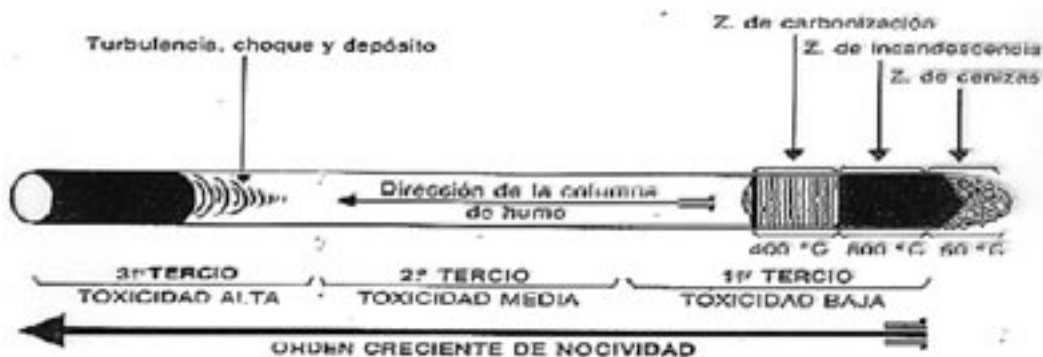 Turbulencia, choque y depósito
Z. de carbonización
Z. de incandescencia
Z. de cenizas
Dirección de la columna
de humo
400 °C 800 °C 60 °C
3er TERCIO
TOXICIDAD ALTA
2º TERCIO
TOXICIDAD MEDIA
1er TERCIO
TOXICIDAD BAJA
ORDEN CRECIENTE DE NOCIVIDAD